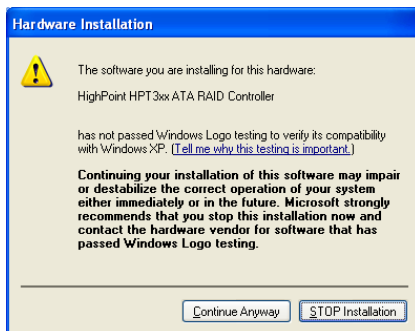 Hardware Installation
The software you are installing for this hardware:
HighPoint HPT3xx ATA RAID Controller
has not passed Windows Logo testing to verify its compatibility
with Windows XP. (Tell me why this testing is important.)
Continuing your installation of this software may impair
or destabilize the correct operation of your system
either immediately or in the future. Microsoft strongly
recommends that you stop this installation now and
contact the hardware vendor for software that has
passed Windows Logo testing.
Continue Anyway
STOP Installation